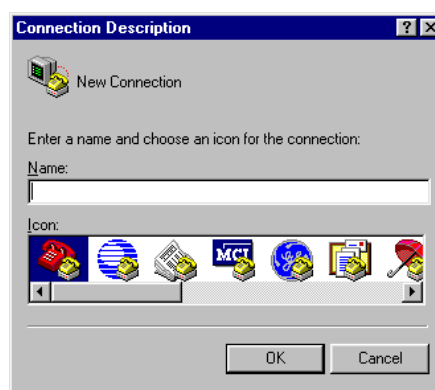 Connection Description
New Connection
Enter a name and choose an icon for the connection:
Name:
Icon:
MCI
OK Cancel